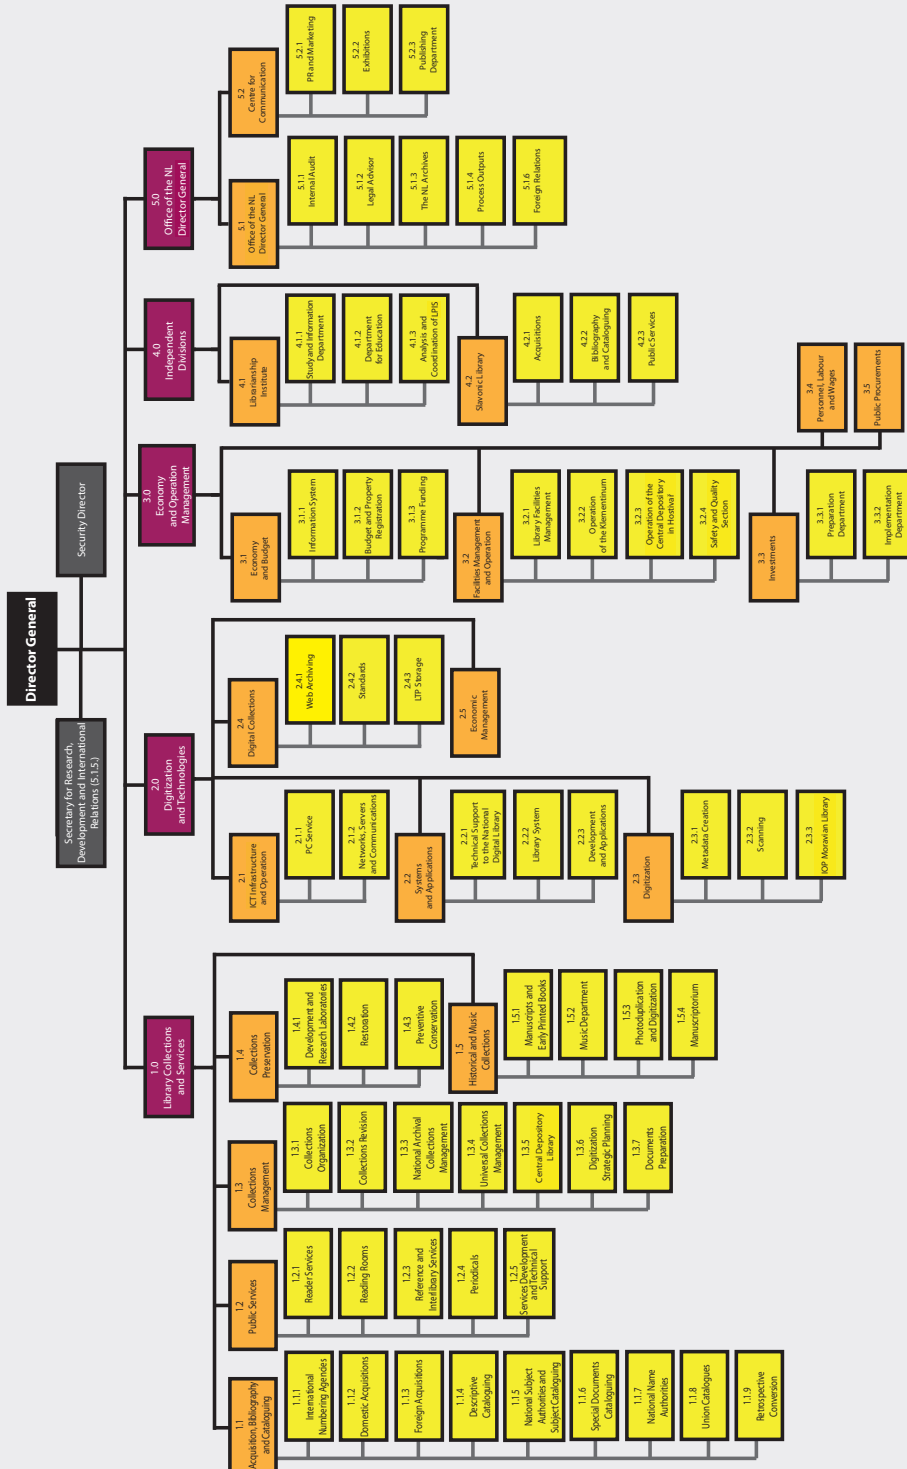 Director General
Secretary for Research,
Development and International
Relations (5.1.5.)
Security Director
1.0
Library Collections
and Services
1.1
Acquisition, Bibliography
and Cataloguing
1.1.1
International
Numbering Agencies
1.1.2
Domestic Acquisitions
1.1.3
Foreign Acquisitions
1.1.4
Descriptive
Cataloguing
1.1.5
National Subject
Authorities and
Subject Cataloguing
1.1.6
Special Documents
Cataloguing
1.1.7
National Name
Authorities
1.1.8
Union Catalogues
1.1.9
Retrospective
Conversion
1.2
Public Services
1.2.1
Reader Services
1.2.2
Reading Rooms
1.2.3
Reference and
Interlibrary Services
1.2.4
Periodicals
1.2.5
Services Development
and Technical
Support
1.3
Collections
Management
1.3.1
Collections
Organization
1.3.2
Collections Revision
1.3.3
National Archival
Collections
Management
1.3.4
Universal Collections
Management
1.3.5
Central Depository
Library
1.3.6
Digitization
Strategic Planning
1.3.7
Documents
Preparation
1.4
Collections
Preservation
1.4.1
Development and
Research Laboratories
1.4.2
Restoration
1.4.3
Preventive
Conservation
1.5
Historical and Music
Collections
1.5.1
Manuscripts and
Early Printed Books
1.5.2
Music Department
1.5.3
Photoduplication
and Digitization
1.5.4
Manuscriptorium
2.0
Digitization
and Technologies
2.1
ICT Infrastructure
and Operation
2.1.1
PC Service
2.1.2
Networks, Servers
and Communications
2.2
Systems
and Applications
2.2.1
Technical Support
to the National
Digital Library
2.2.2
Library System
2.2.3
Development
and Applications
2.3
Digitization
2.3.1
Metadata Creation
2.3.2
Scanning
2.3.3
IOP Moravian Library
2.4
Digital Collections
2.4.1
Web Archiving
2.4.2
Standards
2.4.3
LTP Storage
2.5
Economic
Management
3.0
Economy
and Operation
Management
3.1
Economy
and Budget
3.1.1
Information System
3.1.2
Budget and Property
Registration
3.1.3
Programme Funding
3.2
Facilities Management
and Operation
3.2.1
Library Facilities
Management
3.2.2
Operation
of the Klementinum
3.2.3
Operation of the
Central Depository
in Hostivař
3.2.4
Safety and Quality
Section
3.3
Investments
3.3.1
Preparation
Department
3.3.2
Implementation
Department
3.4
Personnel, Labour
and Wages
3.5
Public Procurements
4.0
Independent
Divisions
4.1
Librarianship
Institute
4.1.1
Study and Information
Department
4.1.2
Department
for Education
4.1.3
Analysis and
Coordination of LPIS
4.2
Slavonic Library
4.2.1
Acquisitions
4.2.2
Bibliography
and Cataloguing
4.2.3
Public Services
5.0
Office of the NL
Director General
5.1
Office of the NL
Director General
5.1.1
Internal Audit
5.1.2
Legal Advisor
5.1.3
The NL Archives
5.1.4
Process Outputs
5.1.6
Foreign Relations
5.2
Centre for
Communication
5.2.1
PR and Marketing
5.2.2
Exhibitions
5.2.3
Publishing
Department